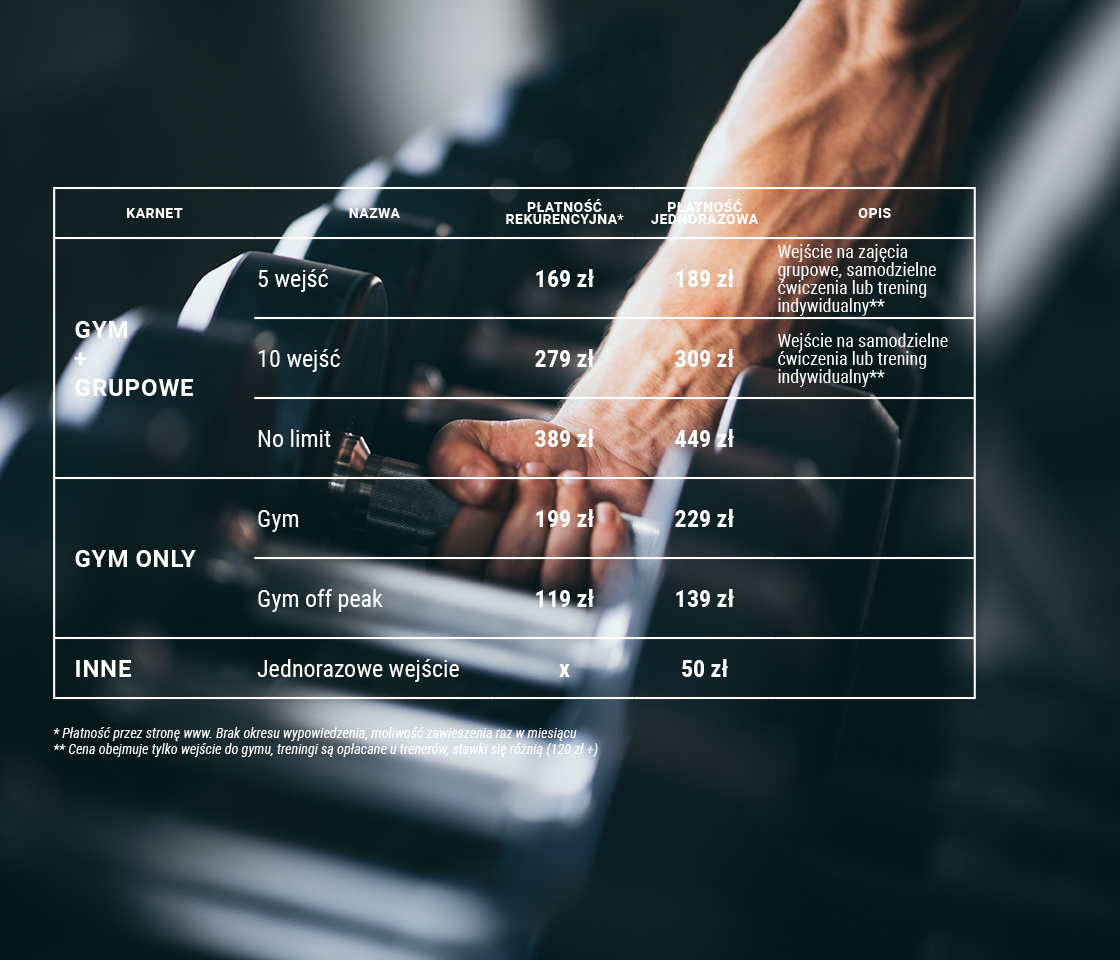 KARNET
NAZWA
PŁATNOŚĆ
REKURENCYJNA*
PŁATNOŚĆ
JEDNORAZOWA
OPIS
GYM
+
GRUPOWE
5 wejść
169 zł
189 zł
Wejście na zajęcia
grupowe, samodzielne
ćwiczenia lub trening
indywidualny**
10 wejść
279 zł
309 zł
Wejście na samodzielne
ćwiczenia lub trening
indywidualny**
No limit
389 zł
449 zł
GYM ONLY
Gym
199 zł
229 zł
Gym off peak
119 zł
139 zł
INNE
Jednorazowe wejście
x
50 zł
* Płatność przez stronę www. Brak okresu wypowiedzenia, moliwość zawieszenia raz w miesiącu
** Cena obejmuje tylko wejście do gymu, treningi są opłacane u trenerów, stawki się różnią (120 zł +)